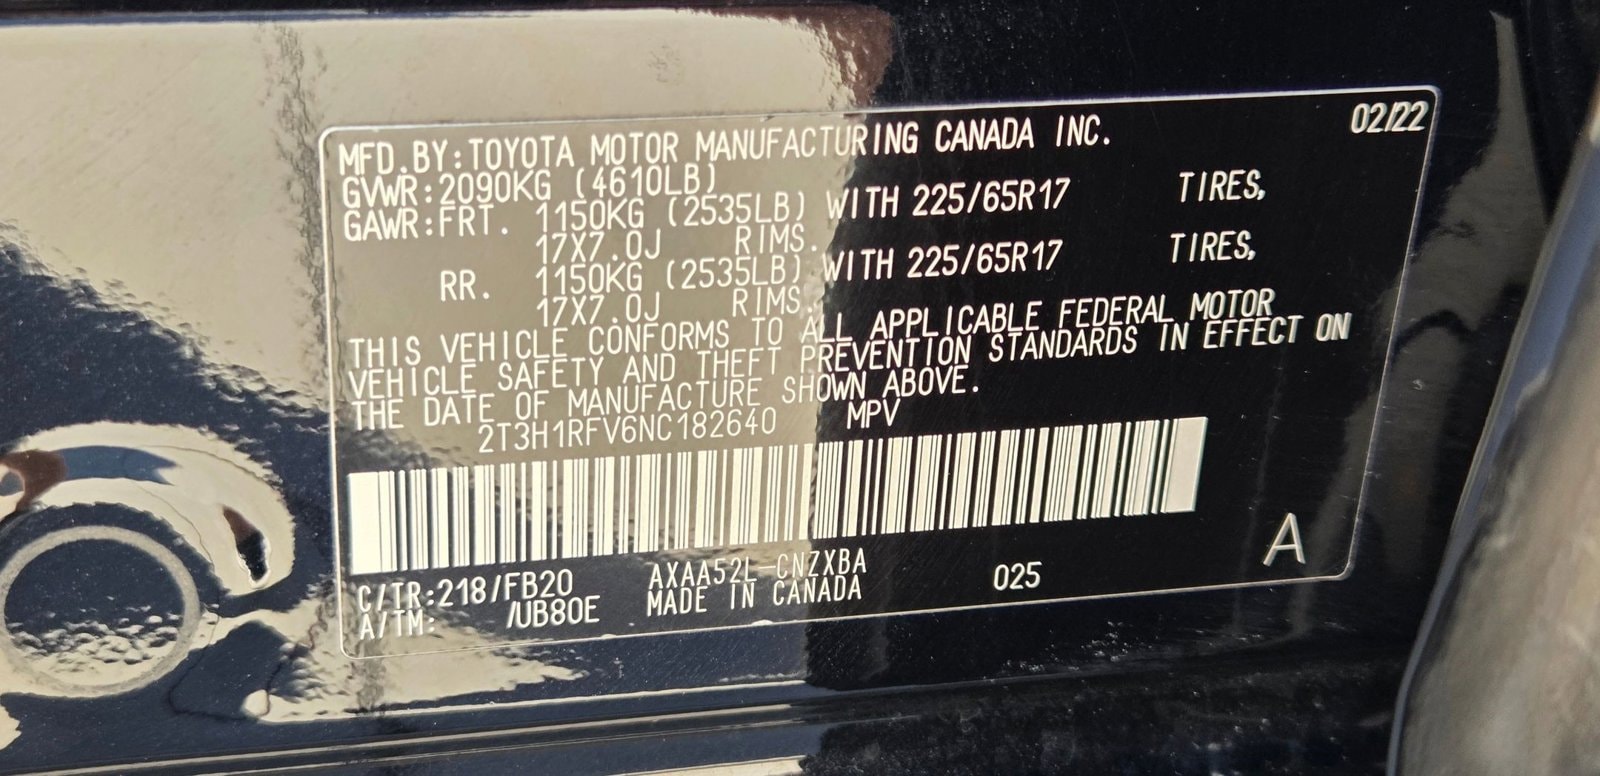 02/22
MFD.BY:TOYOTA MOTOR MANUFACTURING CANADA INC.
GVWR:2090KG (4610LB)
GAWR:FRT. 1150KG (2535LB) WITH 225/65R17 TIRES,
17X7.0J RIMS.
RR. 1150KG (2535LB) WITH 225/65R17 TIRES,
17X7.0J RIMS.
THIS VEHICLE CONFORMS TO ALL APPLICABLE FEDERAL MOTOR
VEHICLE SAFETY AND THEFT PREVENTION STANDARDS IN EFFECT ON
THE DATE OF MANUFACTURE SHOWN ABOVE.
2T3H1RFV6NC182640 MPV
C/TR:218/FB20 AXAA52L-CNZXBA 025 A
A/TM: /UB80E MADE IN CANADA